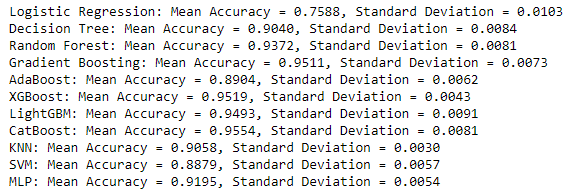 Logistic Regression: Mean Accuracy = 0.7588, Standard Deviation = 0.0103
Decision Tree: Mean Accuracy = 0.9040, Standard Deviation = 0.0084
Random Forest: Mean Accuracy = 0.9372, Standard Deviation = 0.0081
Gradient Boosting: Mean Accuracy = 0.9511, Standard Deviation = 0.0073
AdaBoost: Mean Accuracy = 0.8904, Standard Deviation = 0.0062
XGBoost: Mean Accuracy = 0.9519, Standard Deviation = 0.0043
LightGBM: Mean Accuracy = 0.9493, Standard Deviation = 0.0091
CatBoost: Mean Accuracy = 0.9554, Standard Deviation = 0.0081
KNN: Mean Accuracy = 0.9058, Standard Deviation = 0.0030
SVM: Mean Accuracy = 0.8879, Standard Deviation = 0.0057
MLP: Mean Accuracy = 0.9195, Standard Deviation = 0.0054